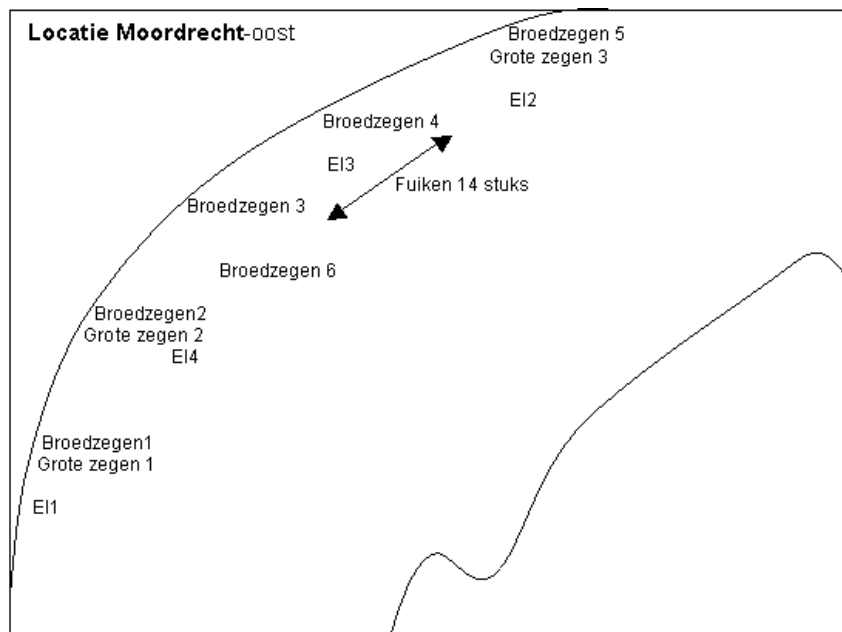 Locatie Moordrecht-oost
Broedzegen 5
Grote zegen 3
El2
Broedzegen 4
El3
Fuiken 14 stuks
Broedzegen 3
Broedzegen 6
Broedzegen2
Grote zegen 2
El4
Broedzegen1
Grote zegen 1
El1